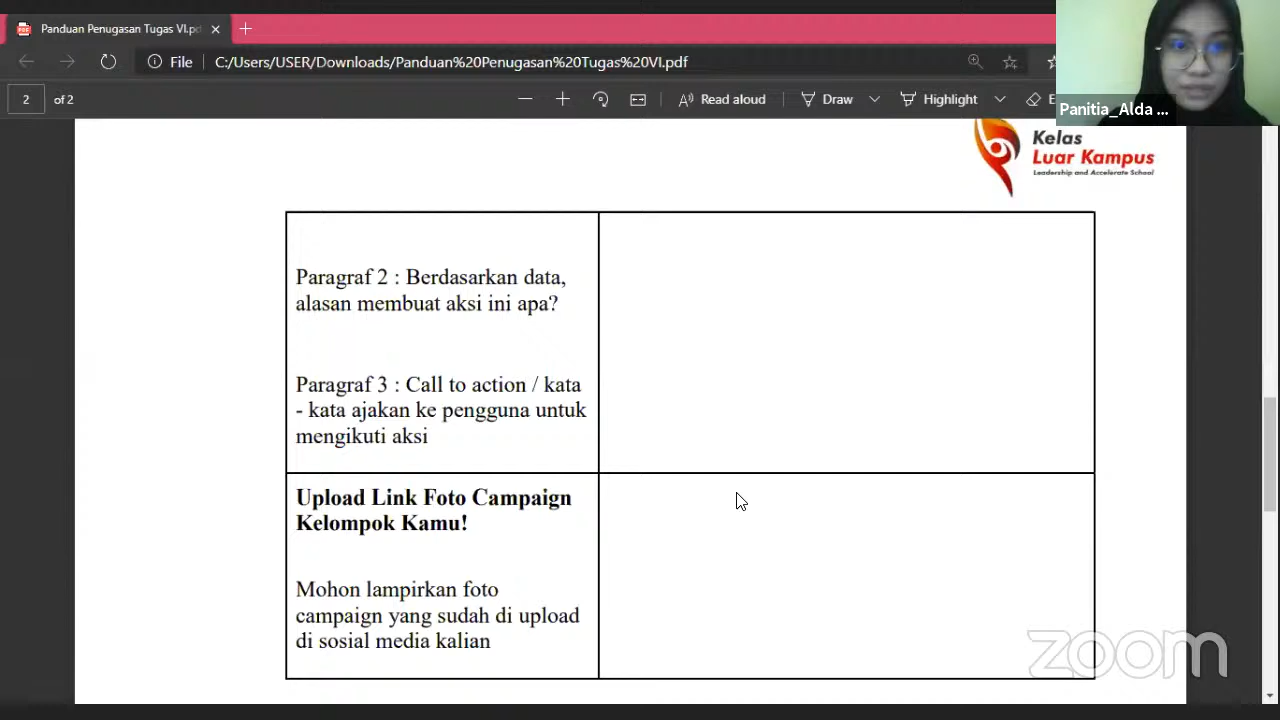 Panduan Penugasan Tugas VI.pd
File
C:/Users/USER/Downloads/Panduan%20Penugasan%20Tugas%20VI.pdf
2 of 2
Read aloud
Draw
Highlight
Panitia_Alda ...
Kelas
Luar Kampus
Leadership and Accelerate School
Paragraf 2 : Berdasarkan data,
alasan membuat aksi ini apa?
Paragraf 3 : Call to action / kata
- kata ajakan ke pengguna untuk
mengikuti aksi
Upload Link Foto Campaign
Kelompok Kamu!
Mohon lampirkan foto
campaign yang sudah di upload
di sosial media kalian
zoom